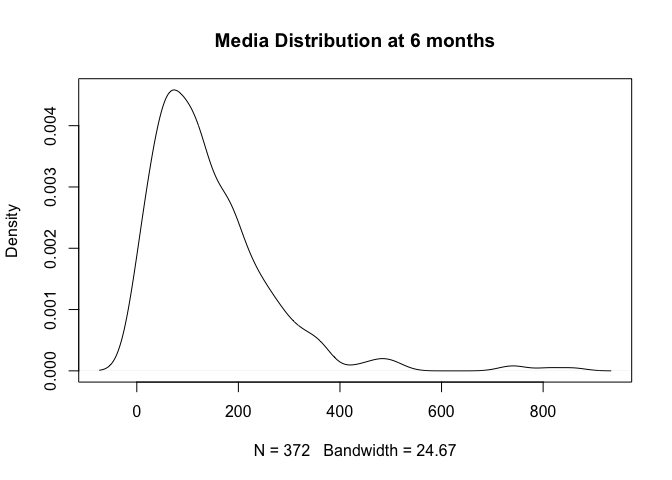 Media Distribution at 6 months
Density
0.004
0.003
0.002
0.001
0.000
0 200 400 600 800
N = 372 Bandwidth = 24.67